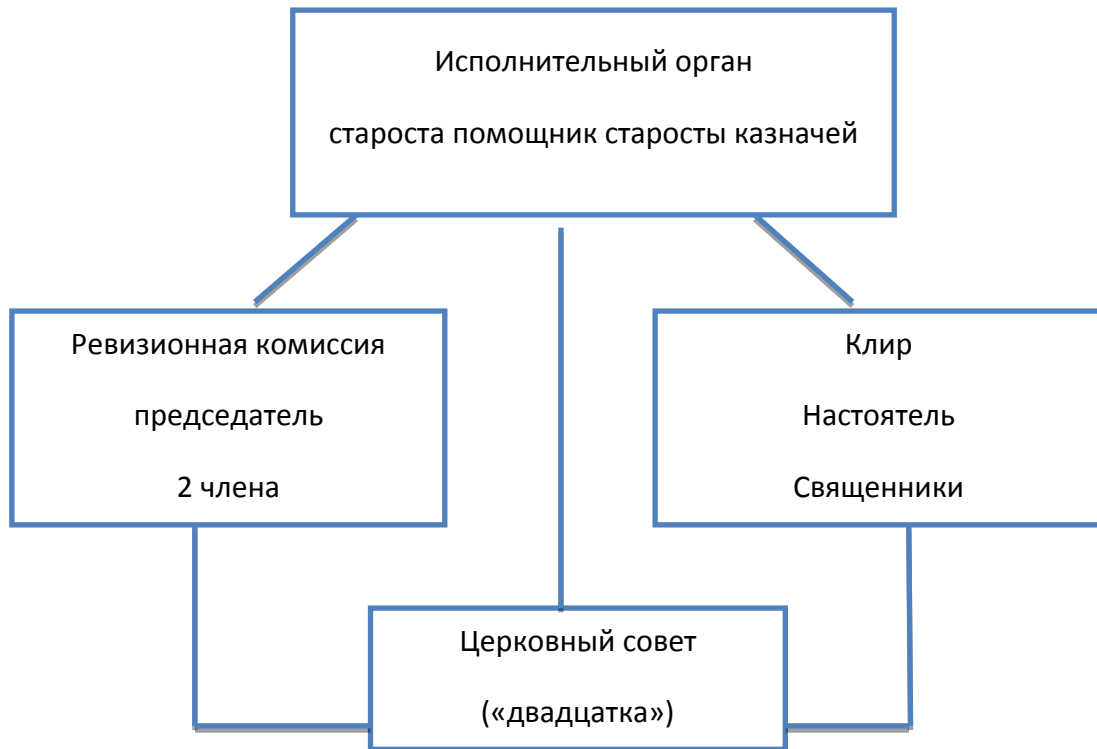 Исполнительный орган
староста помощник старосты казначей
Ревизионная комиссия
председатель
2 члена
Клир
Настоятель
Священники
Церковный совет
(«двадцатка»)